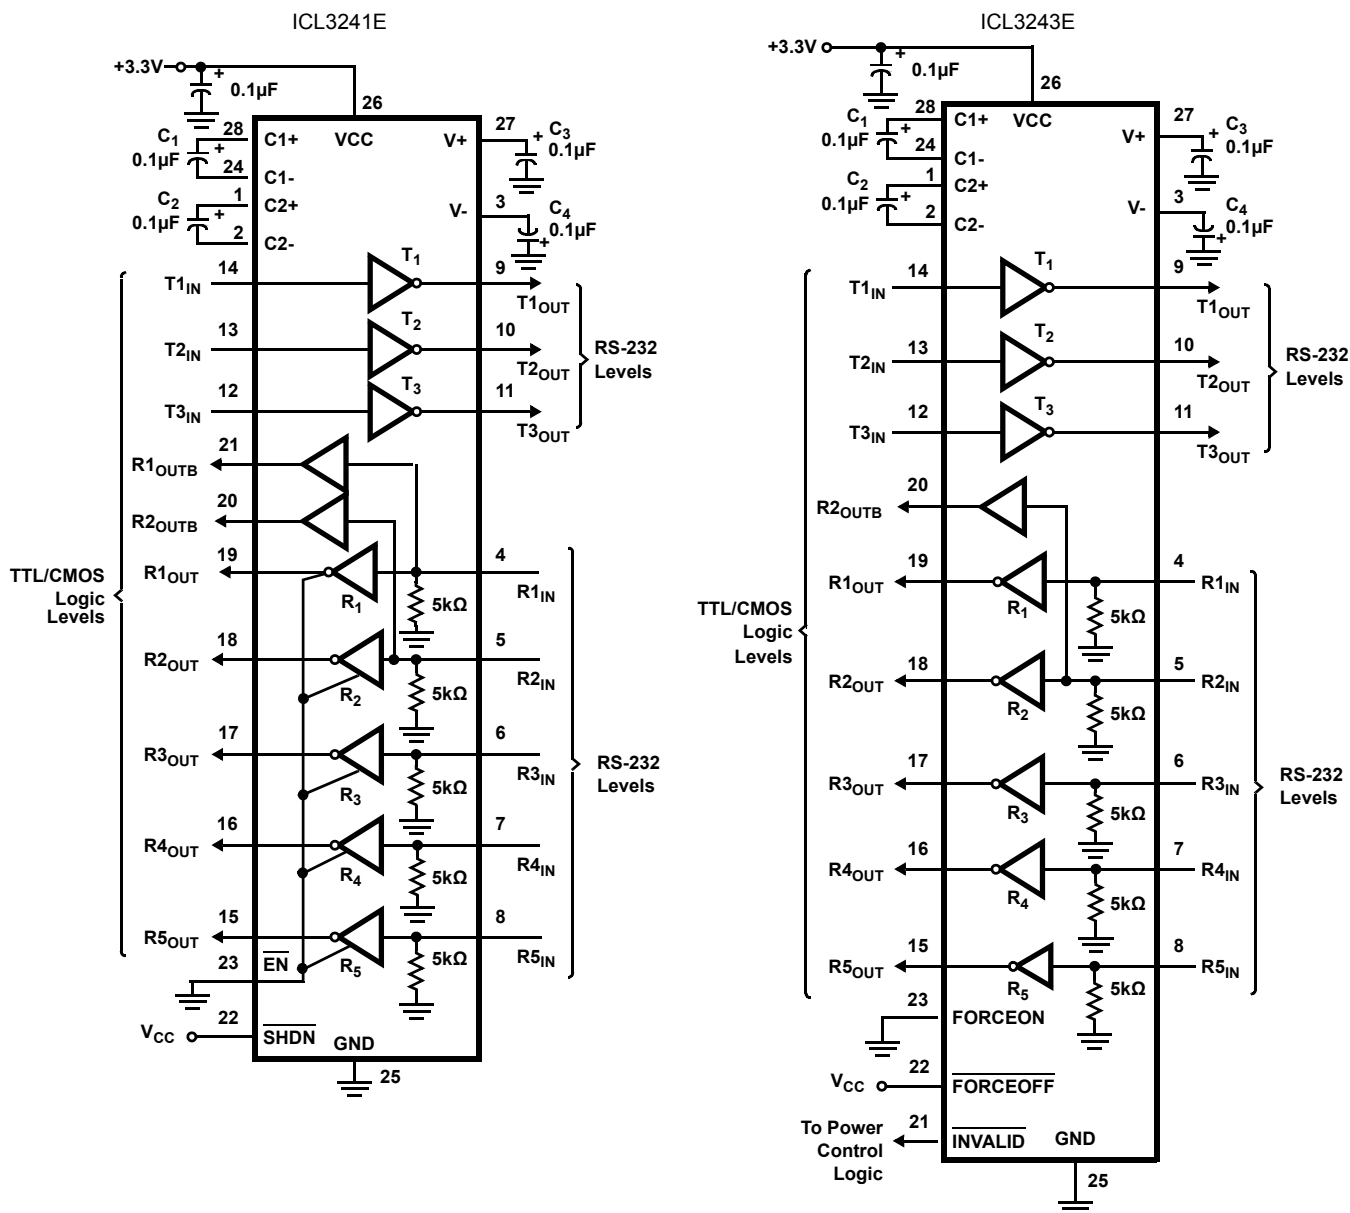 ICL3241E
+3.3V
+
0.1µF
26
C1
0.1µF
+
28
24
C1+
C1-
VCC
V+
27
+
C3
0.1µF
C2
0.1µF
+
1
2
C2+
C2-
V-
3
C4
0.1µF
+
T1IN
14
T1
9
T1OUT
T2IN
13
T2
10
T2OUT
T3IN
12
T3
11
T3OUT
RS-232
Levels
R1OUTB
21
R2OUTB
20
R1OUT
19
R1
5kΩ
4
R1IN
R2OUT
18
R2
5kΩ
5
R2IN
R3OUT
17
R3
5kΩ
6
R3IN
R4OUT
16
R4
5kΩ
7
R4IN
R5OUT
15
R5
5kΩ
8
R5IN
TTL/CMOS
Logic
Levels
RS-232
Levels
23
EN
VCC
22
SHDN
GND
25
ICL3243E
+3.3V
+
0.1µF
26
C1
0.1µF
+
28
24
C1+
C1-
VCC
V+
27
+
C3
0.1µF
C2
0.1µF
+
1
2
C2+
C2-
V-
3
C4
0.1µF
+
T1IN
14
T1
9
T1OUT
T2IN
13
T2
10
T2OUT
T3IN
12
T3
11
T3OUT
RS-232
Levels
R2OUTB
20
R1OUT
19
R1
5kΩ
4
R1IN
R2OUT
18
R2
5kΩ
5
R2IN
R3OUT
17
R3
5kΩ
6
R3IN
R4OUT
16
R4
5kΩ
7
R4IN
R5OUT
15
R5
5kΩ
8
R5IN
TTL/CMOS
Logic
Levels
RS-232
Levels
23
FORCEON
VCC
22
FORCEOFF
To Power
Control
Logic
21
INVALID
GND
25